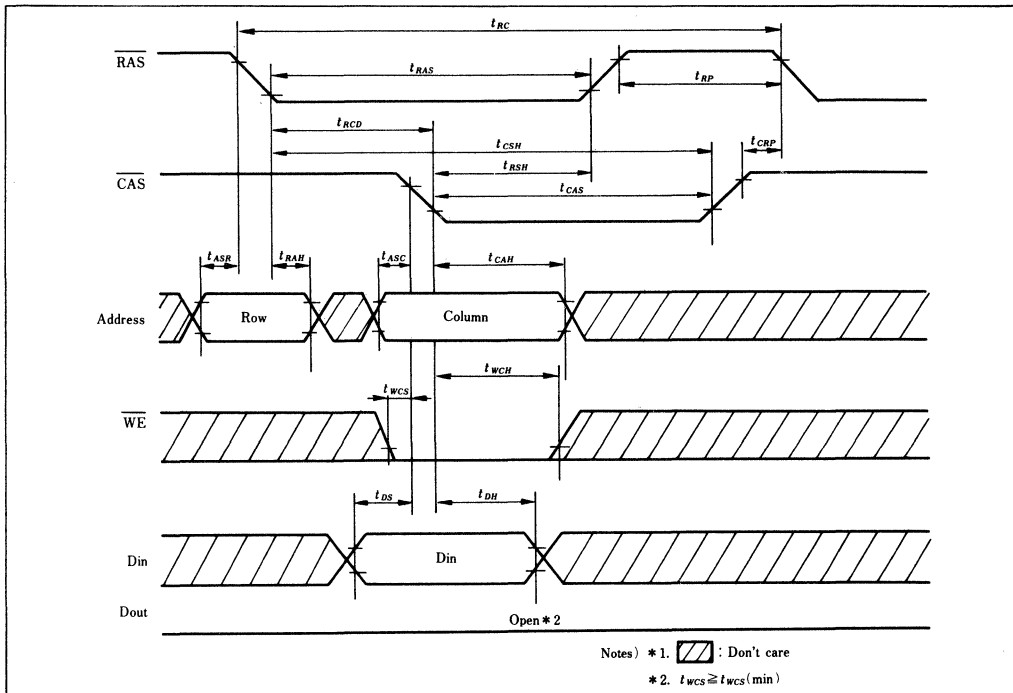 t_RC
RAS
t_RAS
t_RP
t_RCD
t_CSH
t_CRP
t_RSH
CAS
t_CAS
t_ASR
t_RAH
t_ASC
t_CAH
Address
Row
Column
t_WCH
t_WCS
WE
t_DS
t_DH
Din
Din
Dout
Open*2
Notes) *1. : Don't care
*2. t_WCS≧t_WCS(min)